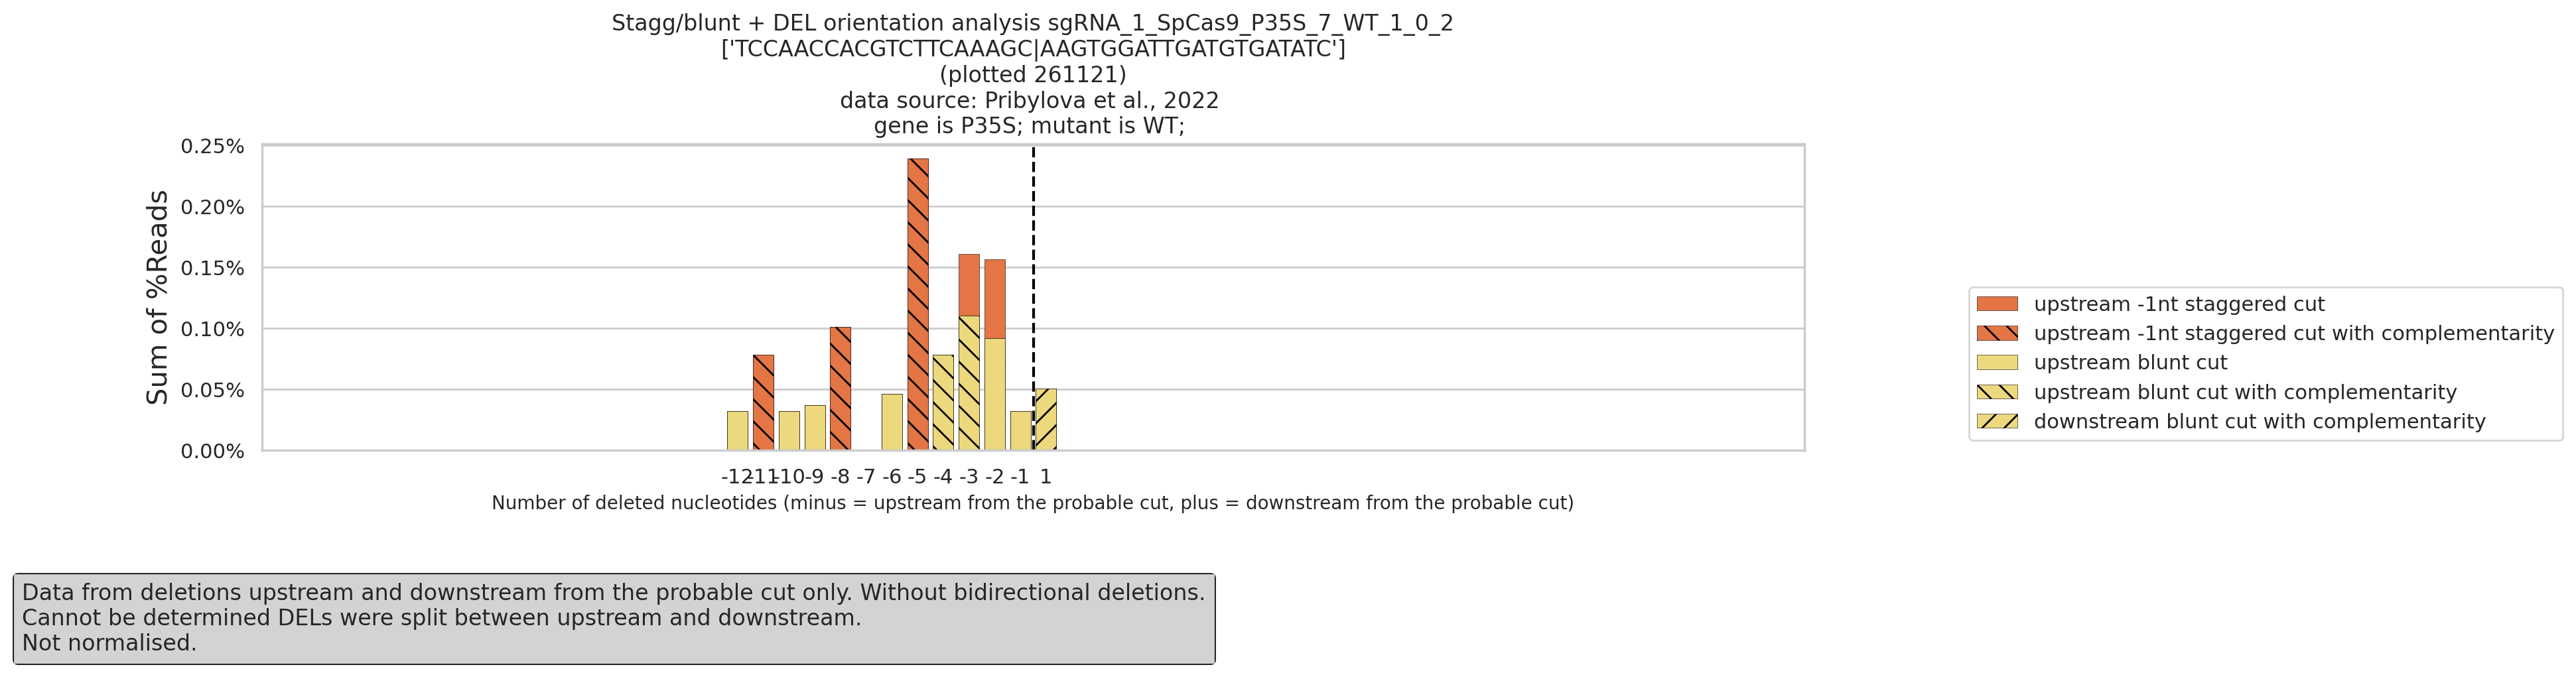 Stagg/blunt + DEL orientation analysis sgRNA_1_SpCas9_P35S_7_WT_1_0_2
['TCCAACCACGTCTTCAAAGC|AAGTGGATTGATGTGATATC']
(plotted 261121)
data source: Pribylova et al., 2022
gene is P35S; mutant is WT;
0.25%
0.20%
0.15%
0.10%
0.05%
0.00%
Sum of %Reads
-12 -11 -10 -9 -8 -7 -6 -5 -4 -3 -2 -1 1
Number of deleted nucleotides (minus = upstream from the probable cut, plus = downstream from the probable cut)
upstream -1nt staggered cut
upstream -1nt staggered cut with complementarity
upstream blunt cut
upstream blunt cut with complementarity
downstream blunt cut with complementarity
Data from deletions upstream and downstream from the probable cut only. Without bidirectional deletions.
Cannot be determined DELs were split between upstream and downstream.
Not normalised.